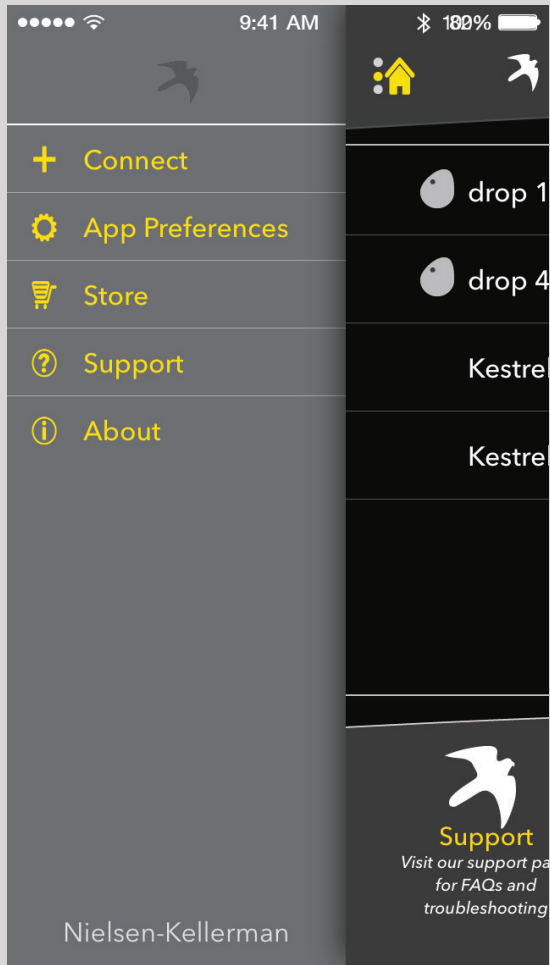 9:41 AM
Connect
App Preferences
Store
Support
About
Nielsen-Kellerman
drop 1
drop 4
Kestrel
Kestrel
Support
Visit our support pa
for FAQs and
troubleshooting